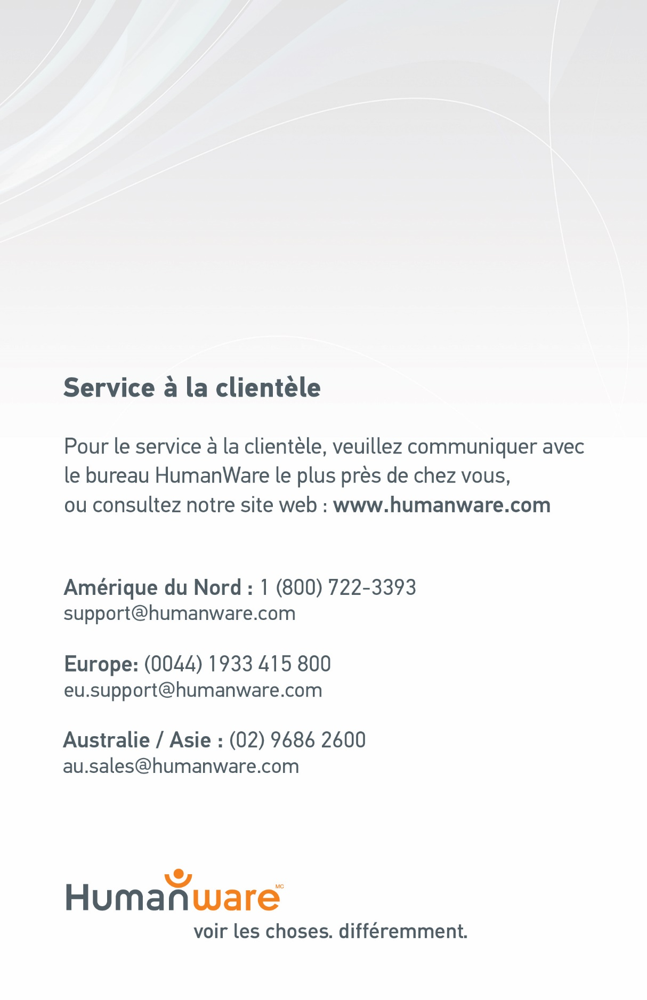 Service à la clientèle
Pour le service à la clientèle, veuillez communiquer avec
le bureau HumanWare le plus près de chez vous,
ou consultez notre site web : www.humanware.com
Amérique du Nord : 1 (800) 722-3393
support@humanware.com
Europe: (0044) 1933 415 800
eu.support@humanware.com
Australie / Asie : (02) 9686 2600
au.sales@humanware.com
Humanware MC
voir les choses. différemment.